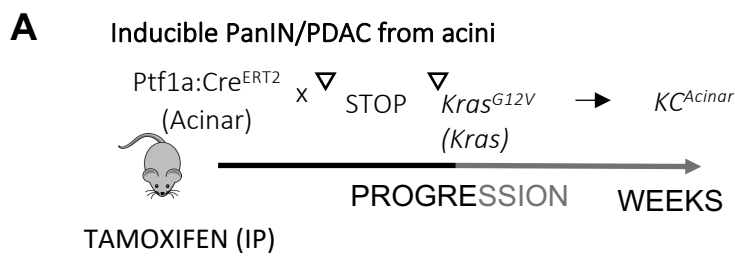 A
Inducible PanIN/PDAC from acini
Ptf1a:CreERT2 x STOP KrasG12V KCAcinar
(Acinar) (Kras)
PROGRESSION WEEKS
TAMOXIFEN (IP)